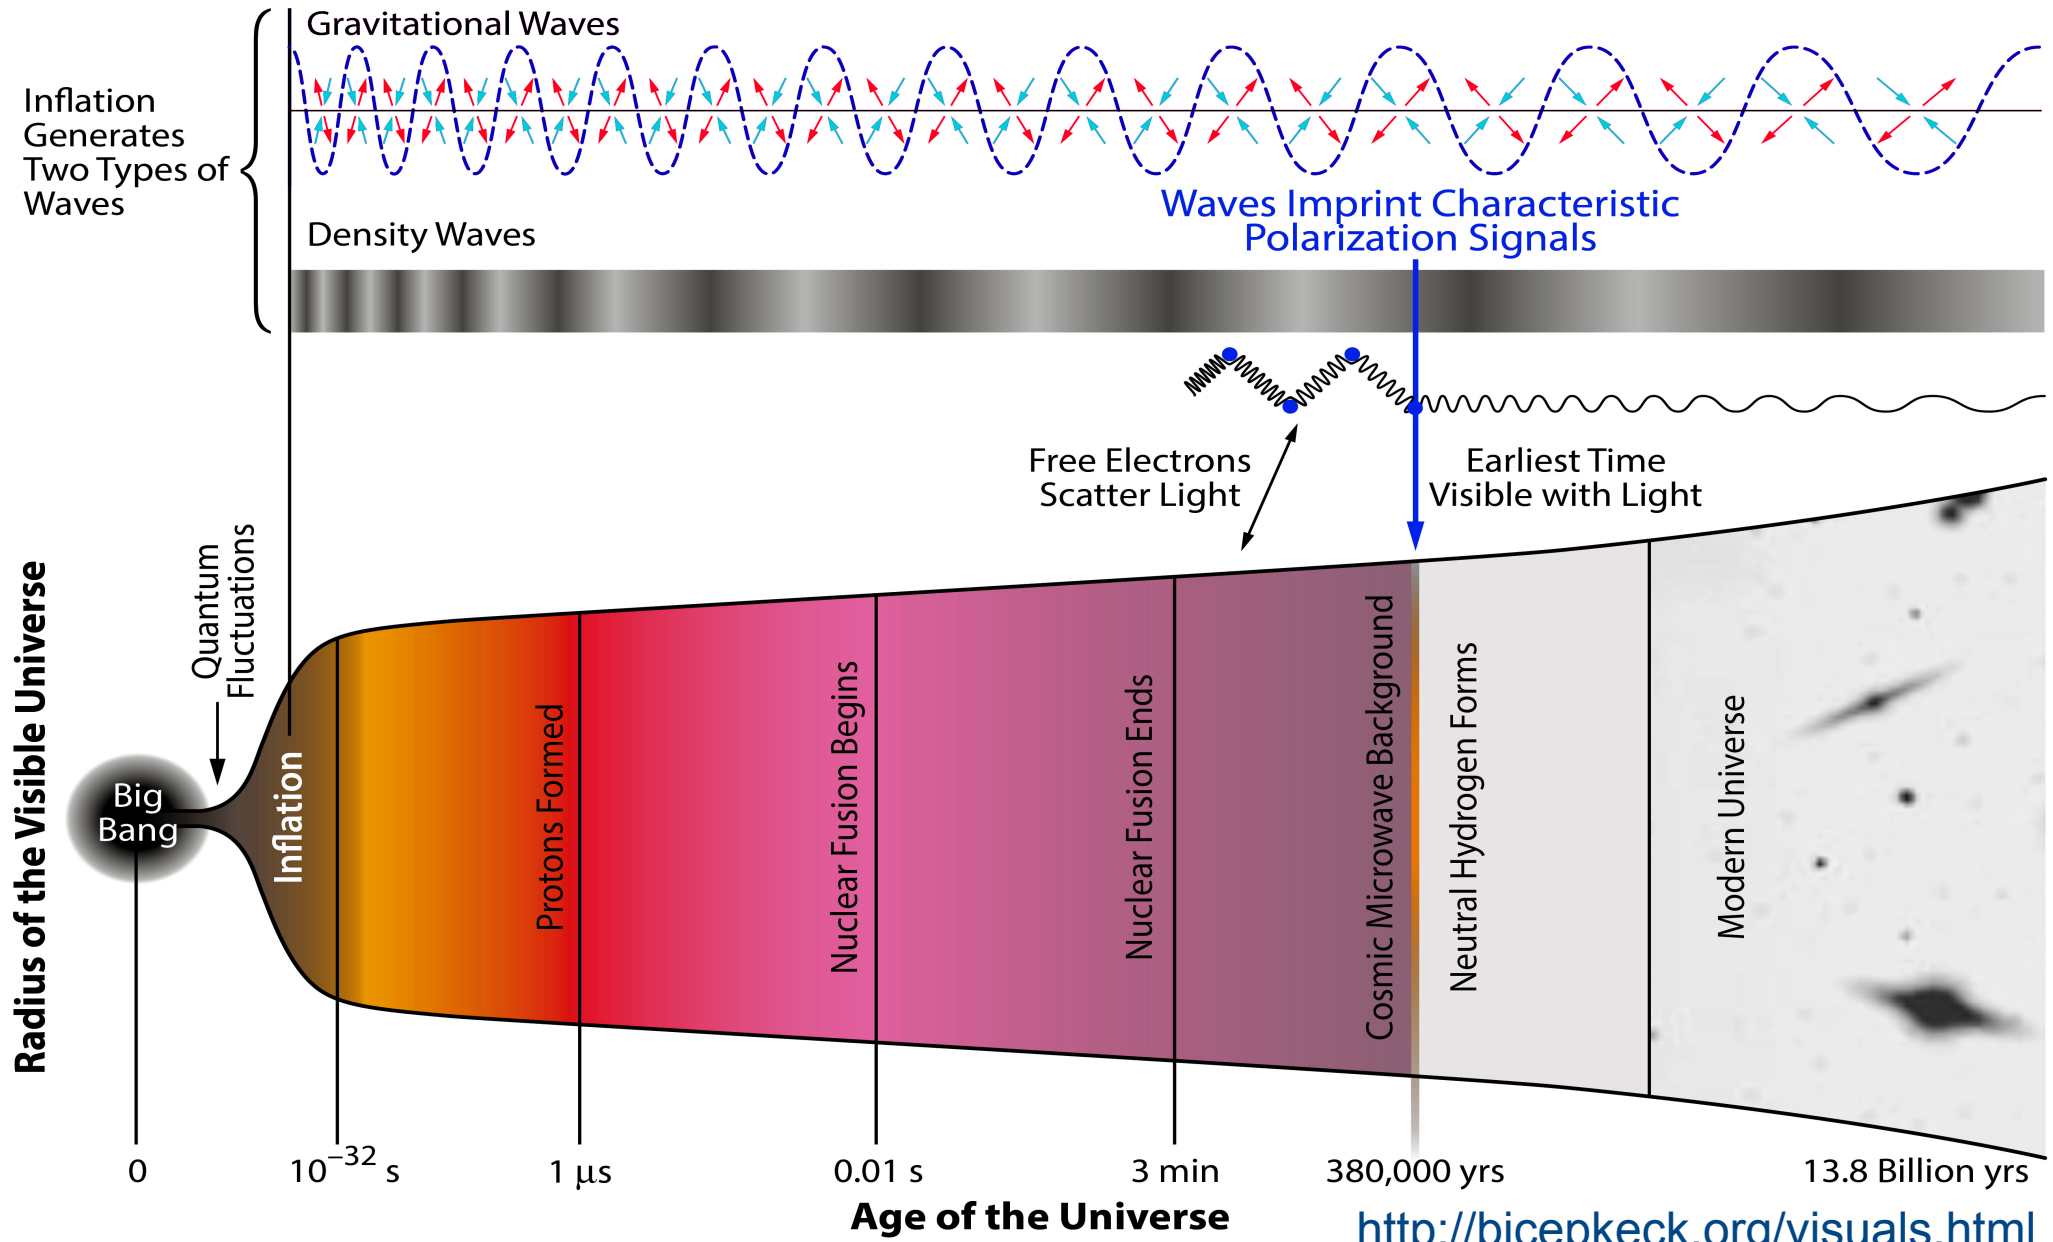 Gravitational Waves
Inflation
Generates
Two Types of
Waves
Waves Imprint Characteristic
Polarization Signals
Density Waves
Free Electrons
Scatter Light
Earliest Time
Visible with Light
Quantum
Fluctuations
Radius of the Visible Universe
Big
Bang
Inflation
Protons Formed
Nuclear Fusion Begins
Nuclear Fusion Ends
Cosmic Microwave Background
Neutral Hydrogen Forms
Modern Universe
0
10⁻³² s
1 µs
0.01 s
3 min
380,000 yrs
13.8 Billion yrs
Age of the Universe
http://bicepkeck.org/visuals.html